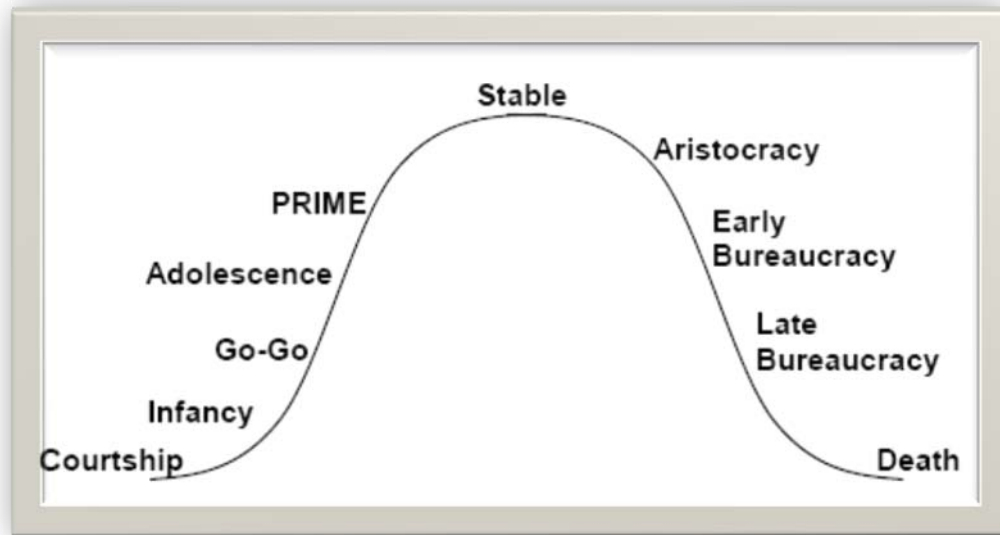 Stable
Aristocracy
PRIME
Early
Bureaucracy
Adolescence
Late
Bureaucracy
Go-Go
Infancy
Courtship
Death